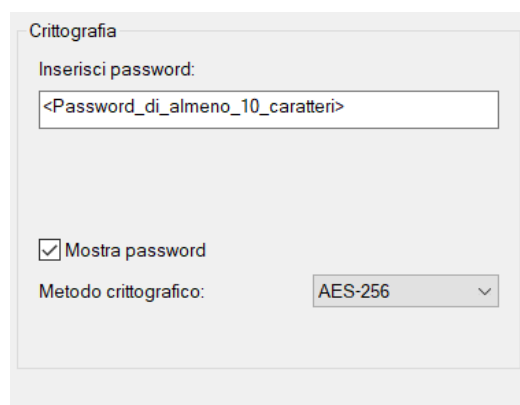 Crittografia
Inserisci password:
<Password_di_almeno_10_caratteri>
Mostra password
Metodo crittografico: AES-256